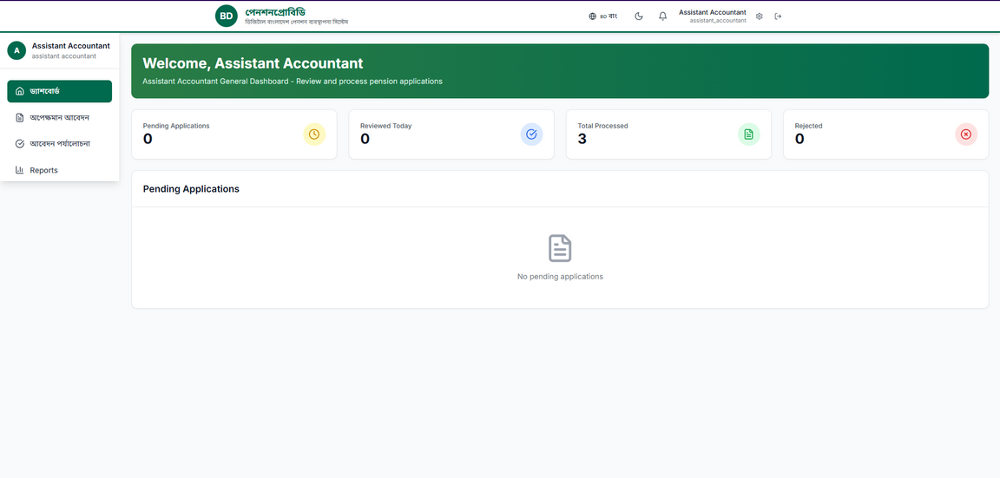 BD
পেনশনপ্রোবিডি
ডিজিটাল বাংলাদেশ পেনশন ব্যবস্থাপনা সিস্টেম
BD বাং
Assistant Accountant
assistant_accountant
A
Assistant Accountant
assistant accountant
ড্যাশবোর্ড
অপেক্ষমান আবেদন
আবেদন পর্যালোচনা
Reports
Welcome, Assistant Accountant
Assistant Accountant General Dashboard - Review and process pension applications
Pending Applications
0
Reviewed Today
0
Total Processed
3
Rejected
0
Pending Applications
No pending applications